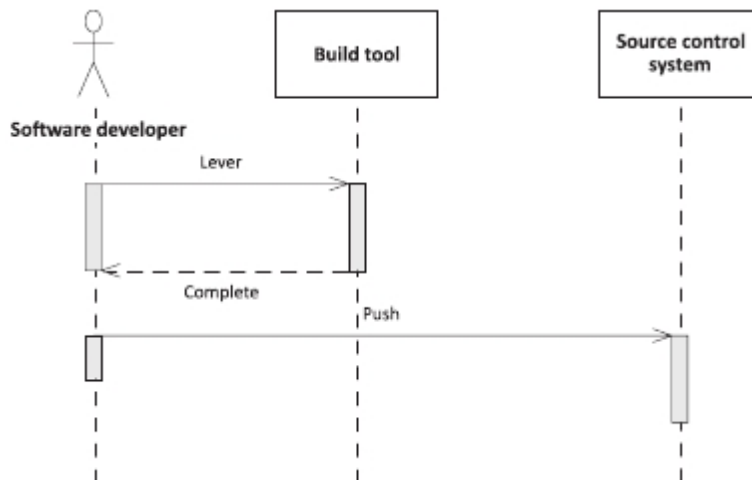 Build tool
Source control
system
Software developer
Lever
Complete
Push